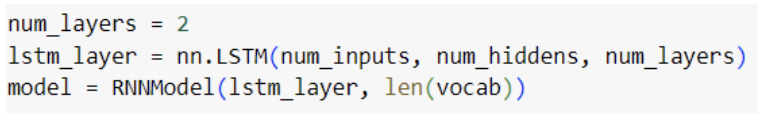 num_layers = 2
lstm_layer = nn.LSTM(num_inputs, num_hiddens, num_layers)
model = RNNModel(lstm_layer, len(vocab))